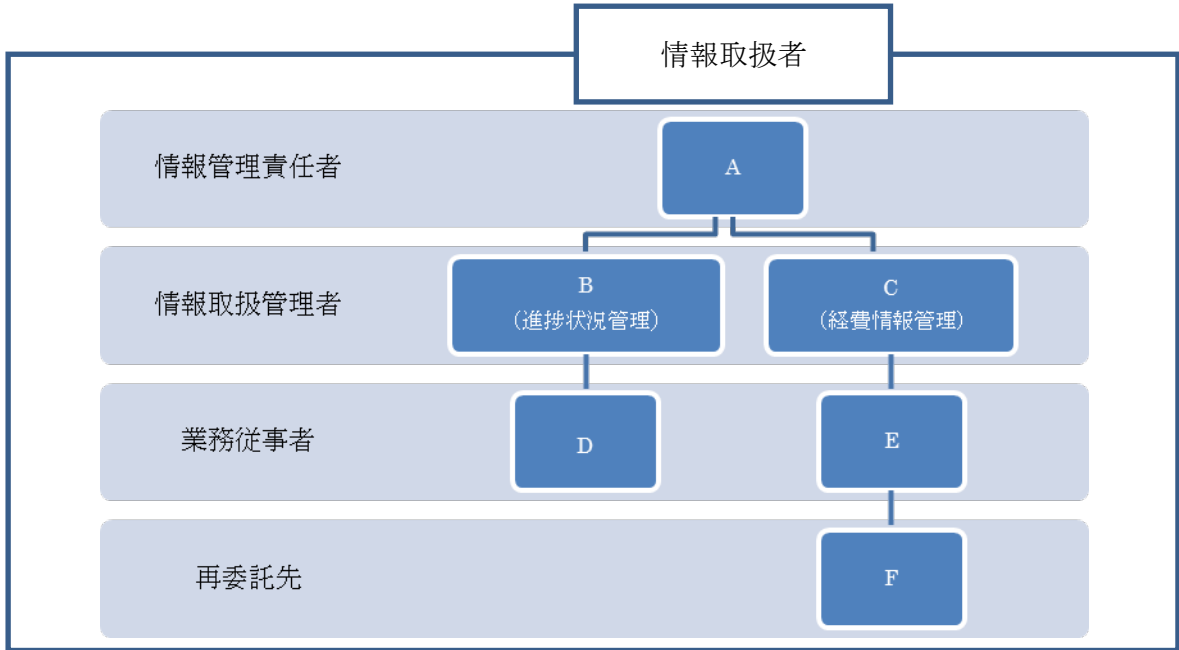 情報取扱者
情報管理責任者
A
情報取扱管理者
B
(進捗状況管理)
C
(経費情報管理)
業務従事者
D
E
再委託先
F